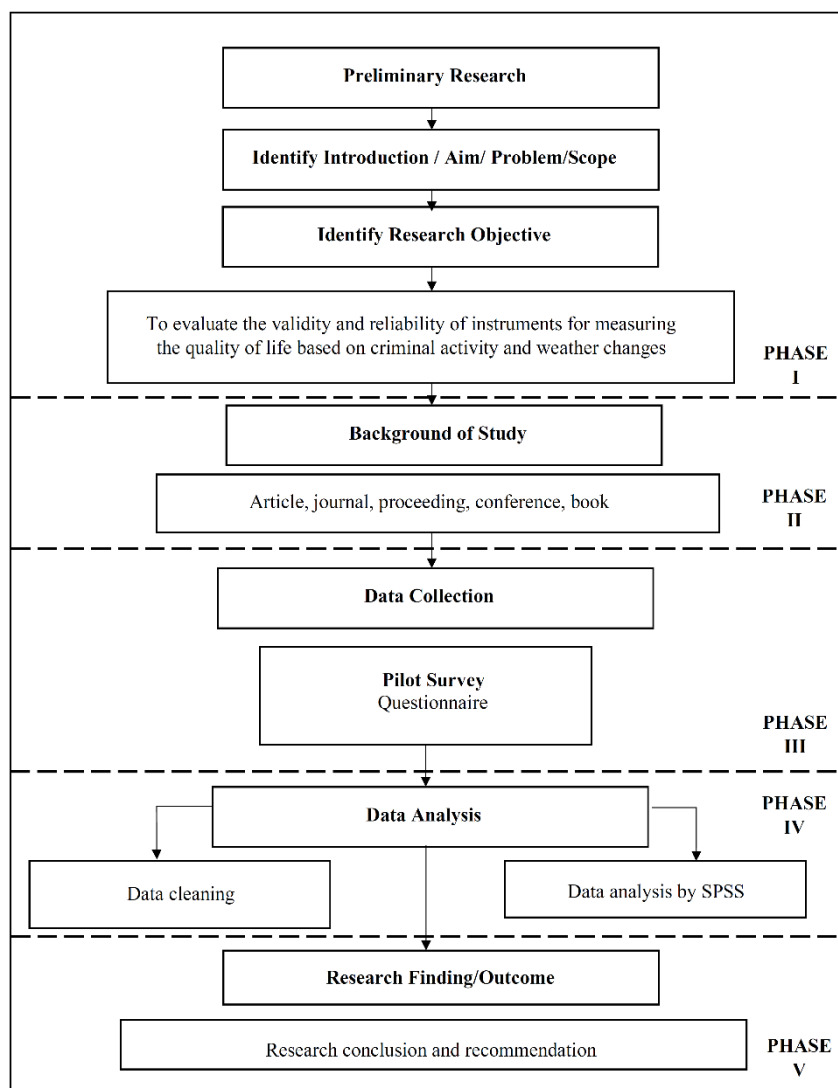 Preliminary Research
Identify Introduction / Aim/ Problem/Scope
Identify Research Objective
To evaluate the validity and reliability of instruments for measuring
the quality of life based on criminal activity and weather changes
PHASE
I
Background of Study
Article, journal, proceeding, conference, book
PHASE
II
Data Collection
Pilot Survey
Questionnaire
PHASE
III
Data Analysis
PHASE
IV
Data cleaning
Data analysis by SPSS
Research Finding/Outcome
Research conclusion and recommendation
PHASE
V